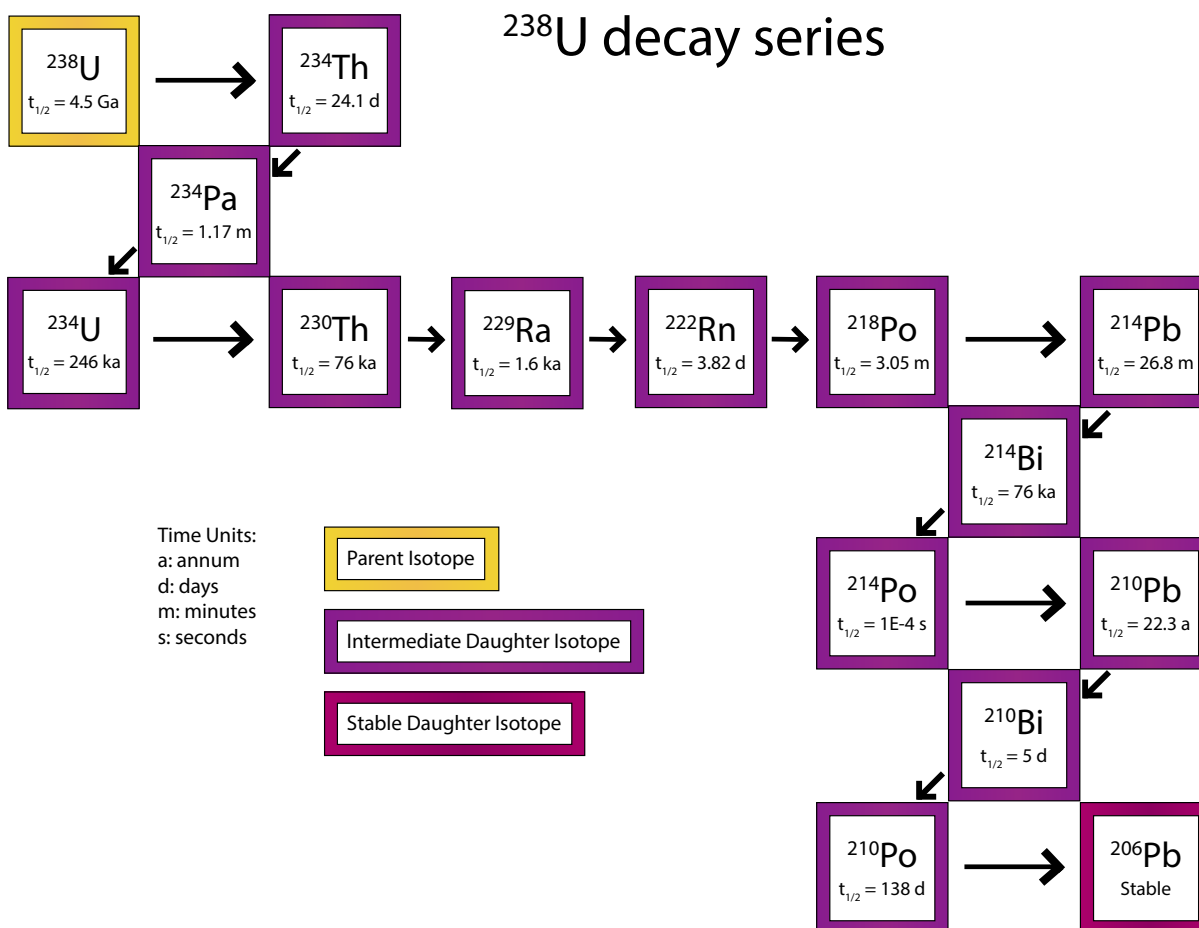 ²³⁸U decay series
²³⁸U
t₁/₂ = 4.5 Ga
²³⁴Th
t₁/₂ = 24.1 d
²³⁴Pa
t₁/₂ = 1.17 m
²³⁴U
t₁/₂ = 246 ka
²³⁰Th
t₁/₂ = 76 ka
²²⁹Ra
t₁/₂ = 1.6 ka
²²²Rn
t₁/₂ = 3.82 d
²¹⁸Po
t₁/₂ = 3.05 m
²¹⁴Pb
t₁/₂ = 26.8 m
²¹⁴Bi
t₁/₂ = 76 ka
²¹⁴Po
t₁/₂ = 1E-4 s
²¹⁰Pb
t₁/₂ = 22.3 a
²¹⁰Bi
t₁/₂ = 5 d
²¹⁰Po
t₁/₂ = 138 d
²⁰⁶Pb
Stable
Time Units:
a: annum
d: days
m: minutes
s: seconds
Parent Isotope
Intermediate Daughter Isotope
Stable Daughter Isotope